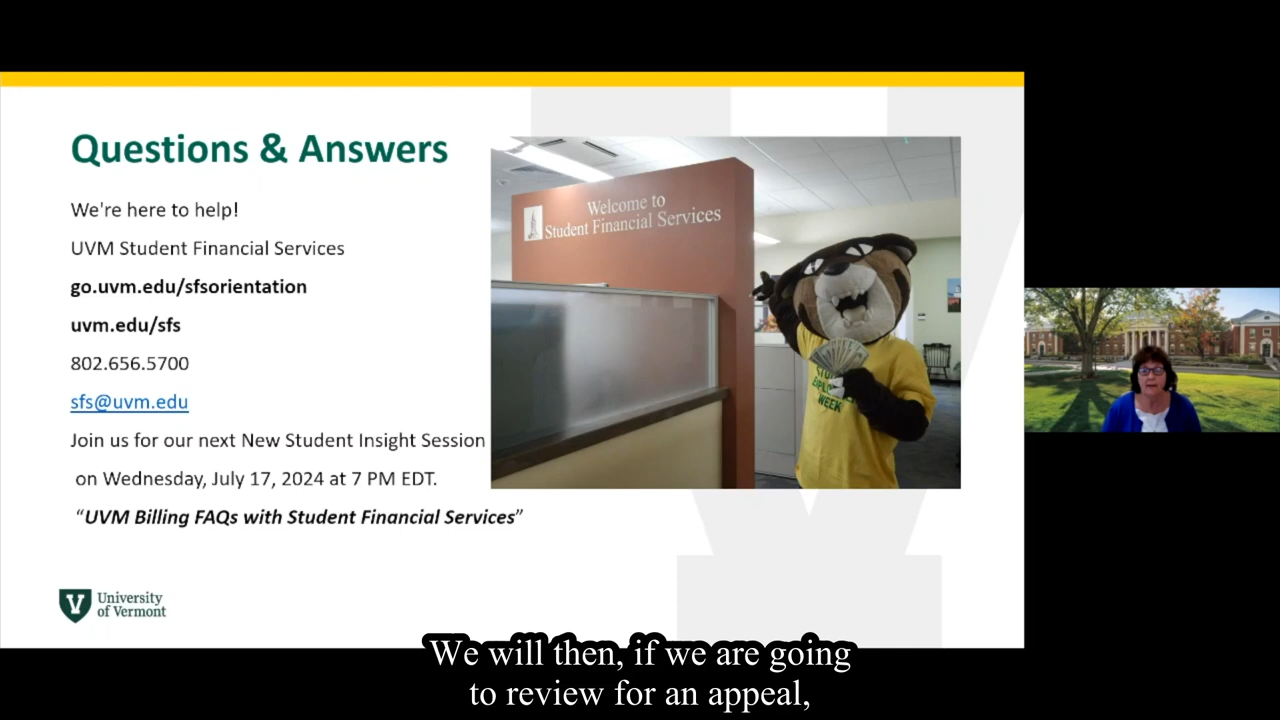 Questions & Answers
We're here to help!
UVM Student Financial Services
go.uvm.edu/sfsorientation
uvm.edu/sfs
802.656.5700
sfs@uvm.edu
Join us for our next New Student Insight Session
on Wednesday, July 17, 2024 at 7 PM EDT.
“UVM Billing FAQs with Student Financial Services”
Welcome to
Student Financial Services
WEEK
University
of Vermont
We will then, if we are going
to review for an appeal,